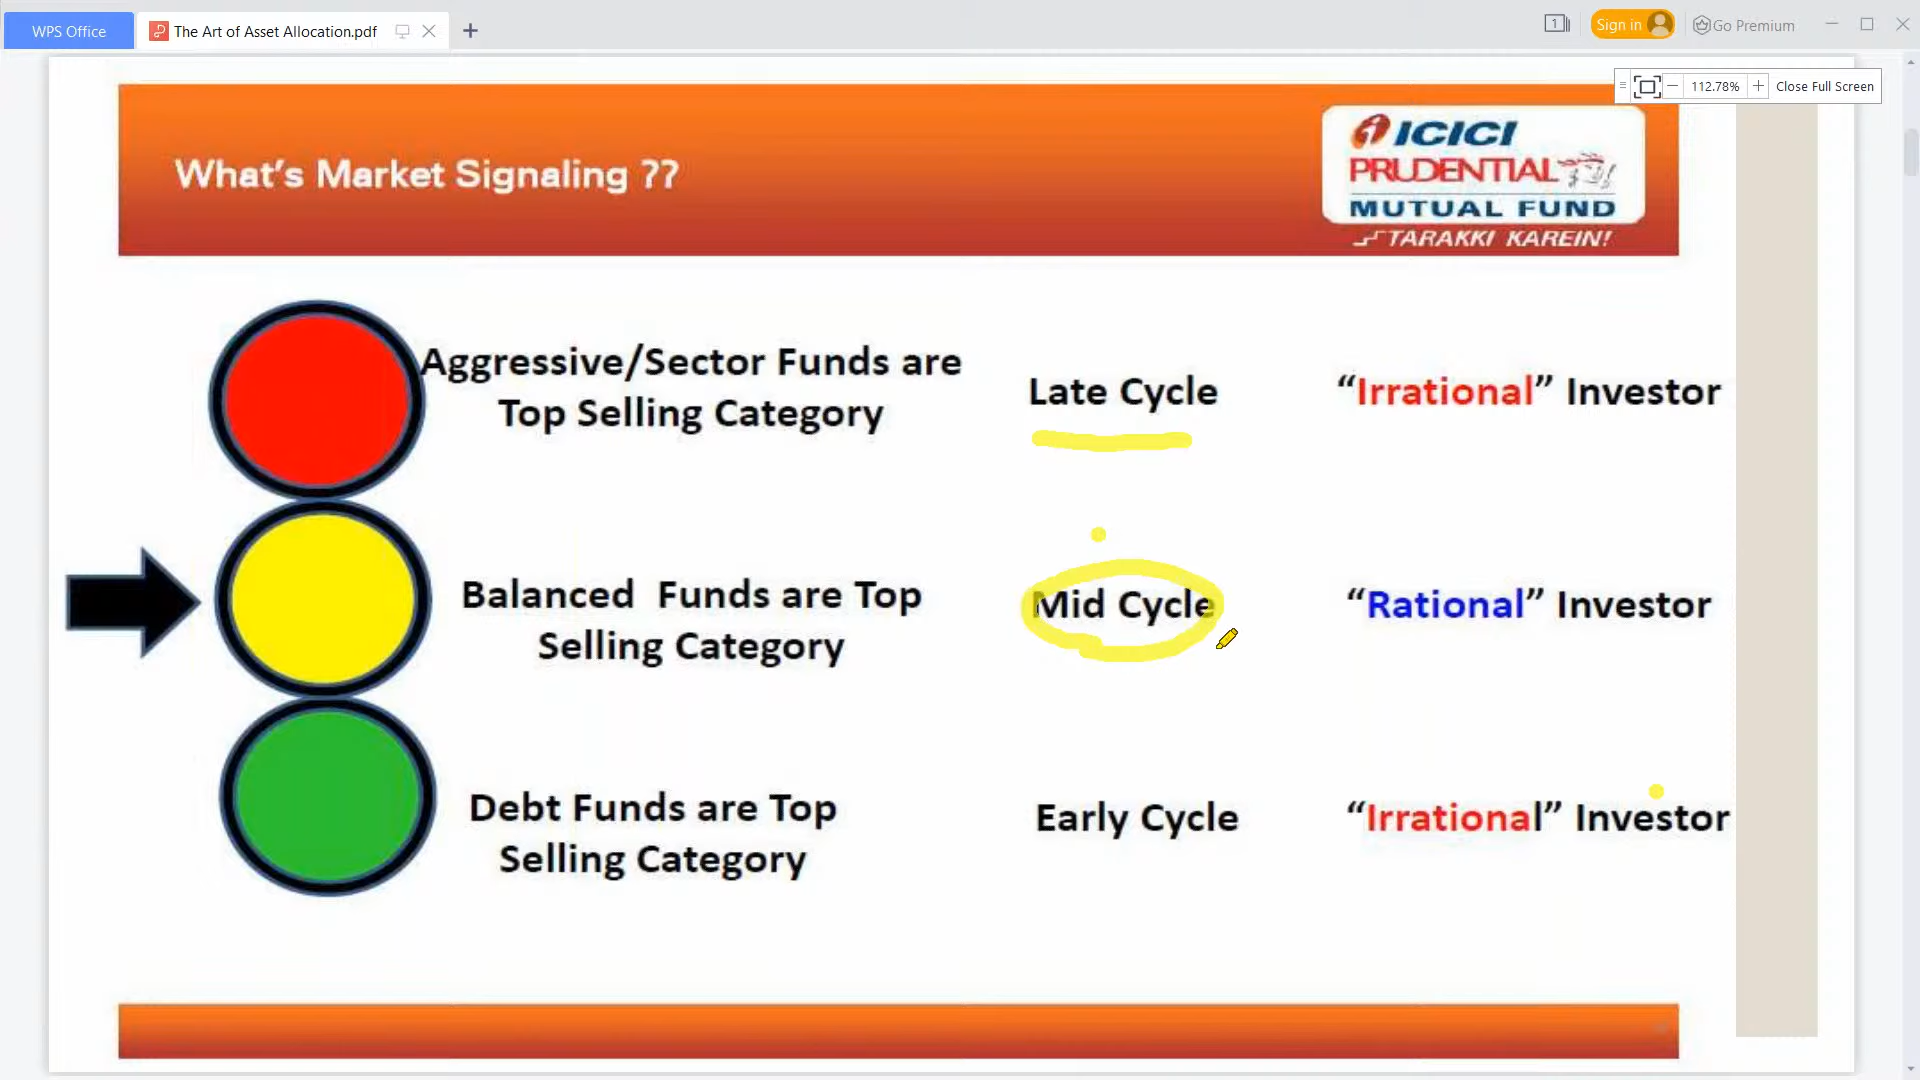 WPS Office
The Art of Asset Allocation.pdf
1
Sign in
Go Premium
112.78%
Close Full Screen
What's Market Signaling ??
ICICI
PRUDENTIAL
MUTUAL FUND
TARAKKI KAREIN!
Aggressive/Sector Funds are
Top Selling Category
Late Cycle
“Irrational” Investor
Balanced Funds are Top
Selling Category
Mid Cycle
“Rational” Investor
Debt Funds are Top
Selling Category
Early Cycle
“Irrational” Investor